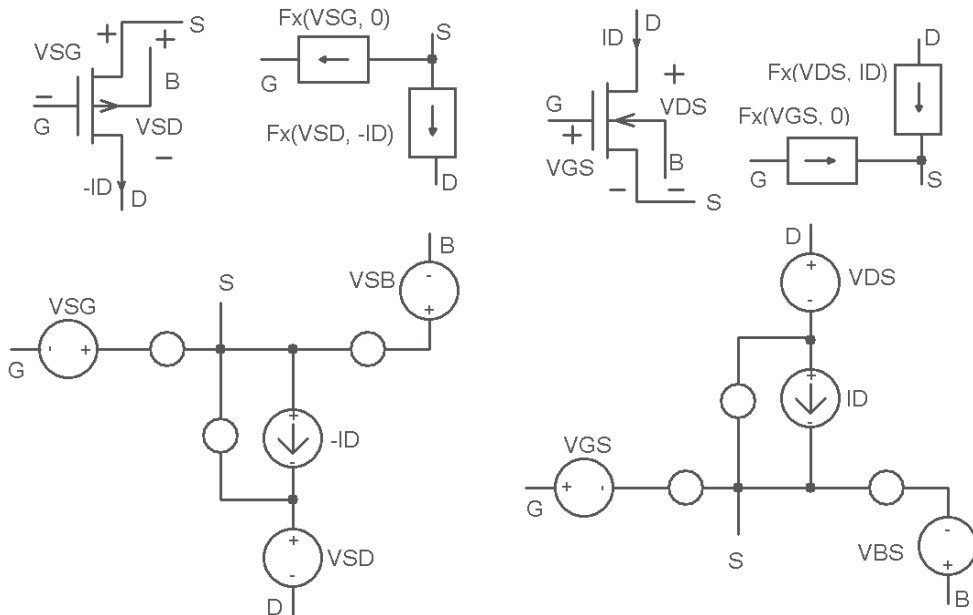 S
VSG
B
G
VSD
-ID
D
Fx(VSG, 0)
S
G
Fx(VSD, -ID)
D
D
ID
G
VDS
VGS
B
S
D
Fx(VDS, ID)
Fx(VGS, 0)
G
S
B
VSB
S
VSG
G
-ID
VSD
D
D
VDS
ID
VGS
G
S
VBS
B